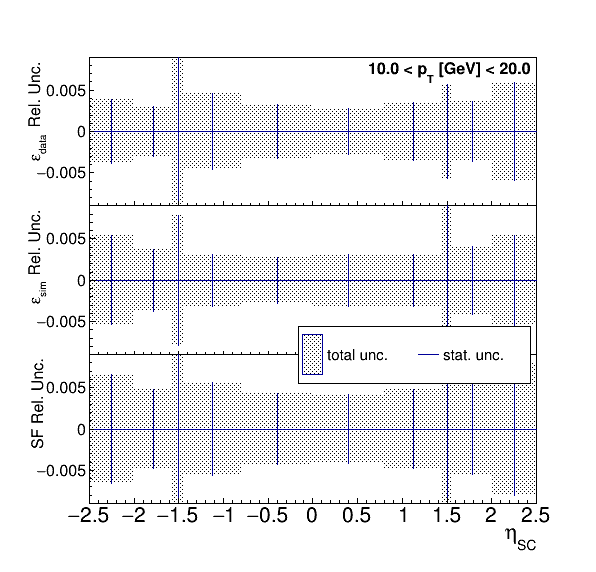 10.0 < p_T [GeV] < 20.0
ε_data Rel. Unc.
0.005
0
−0.005
ε_sim Rel. Unc.
0.005
0
−0.005
total unc.
stat. unc.
SF Rel. Unc.
0.005
0
−0.005
−2.5 −2 −1.5 −1 −0.5 0 0.5 1 1.5 2 2.5
η_SC